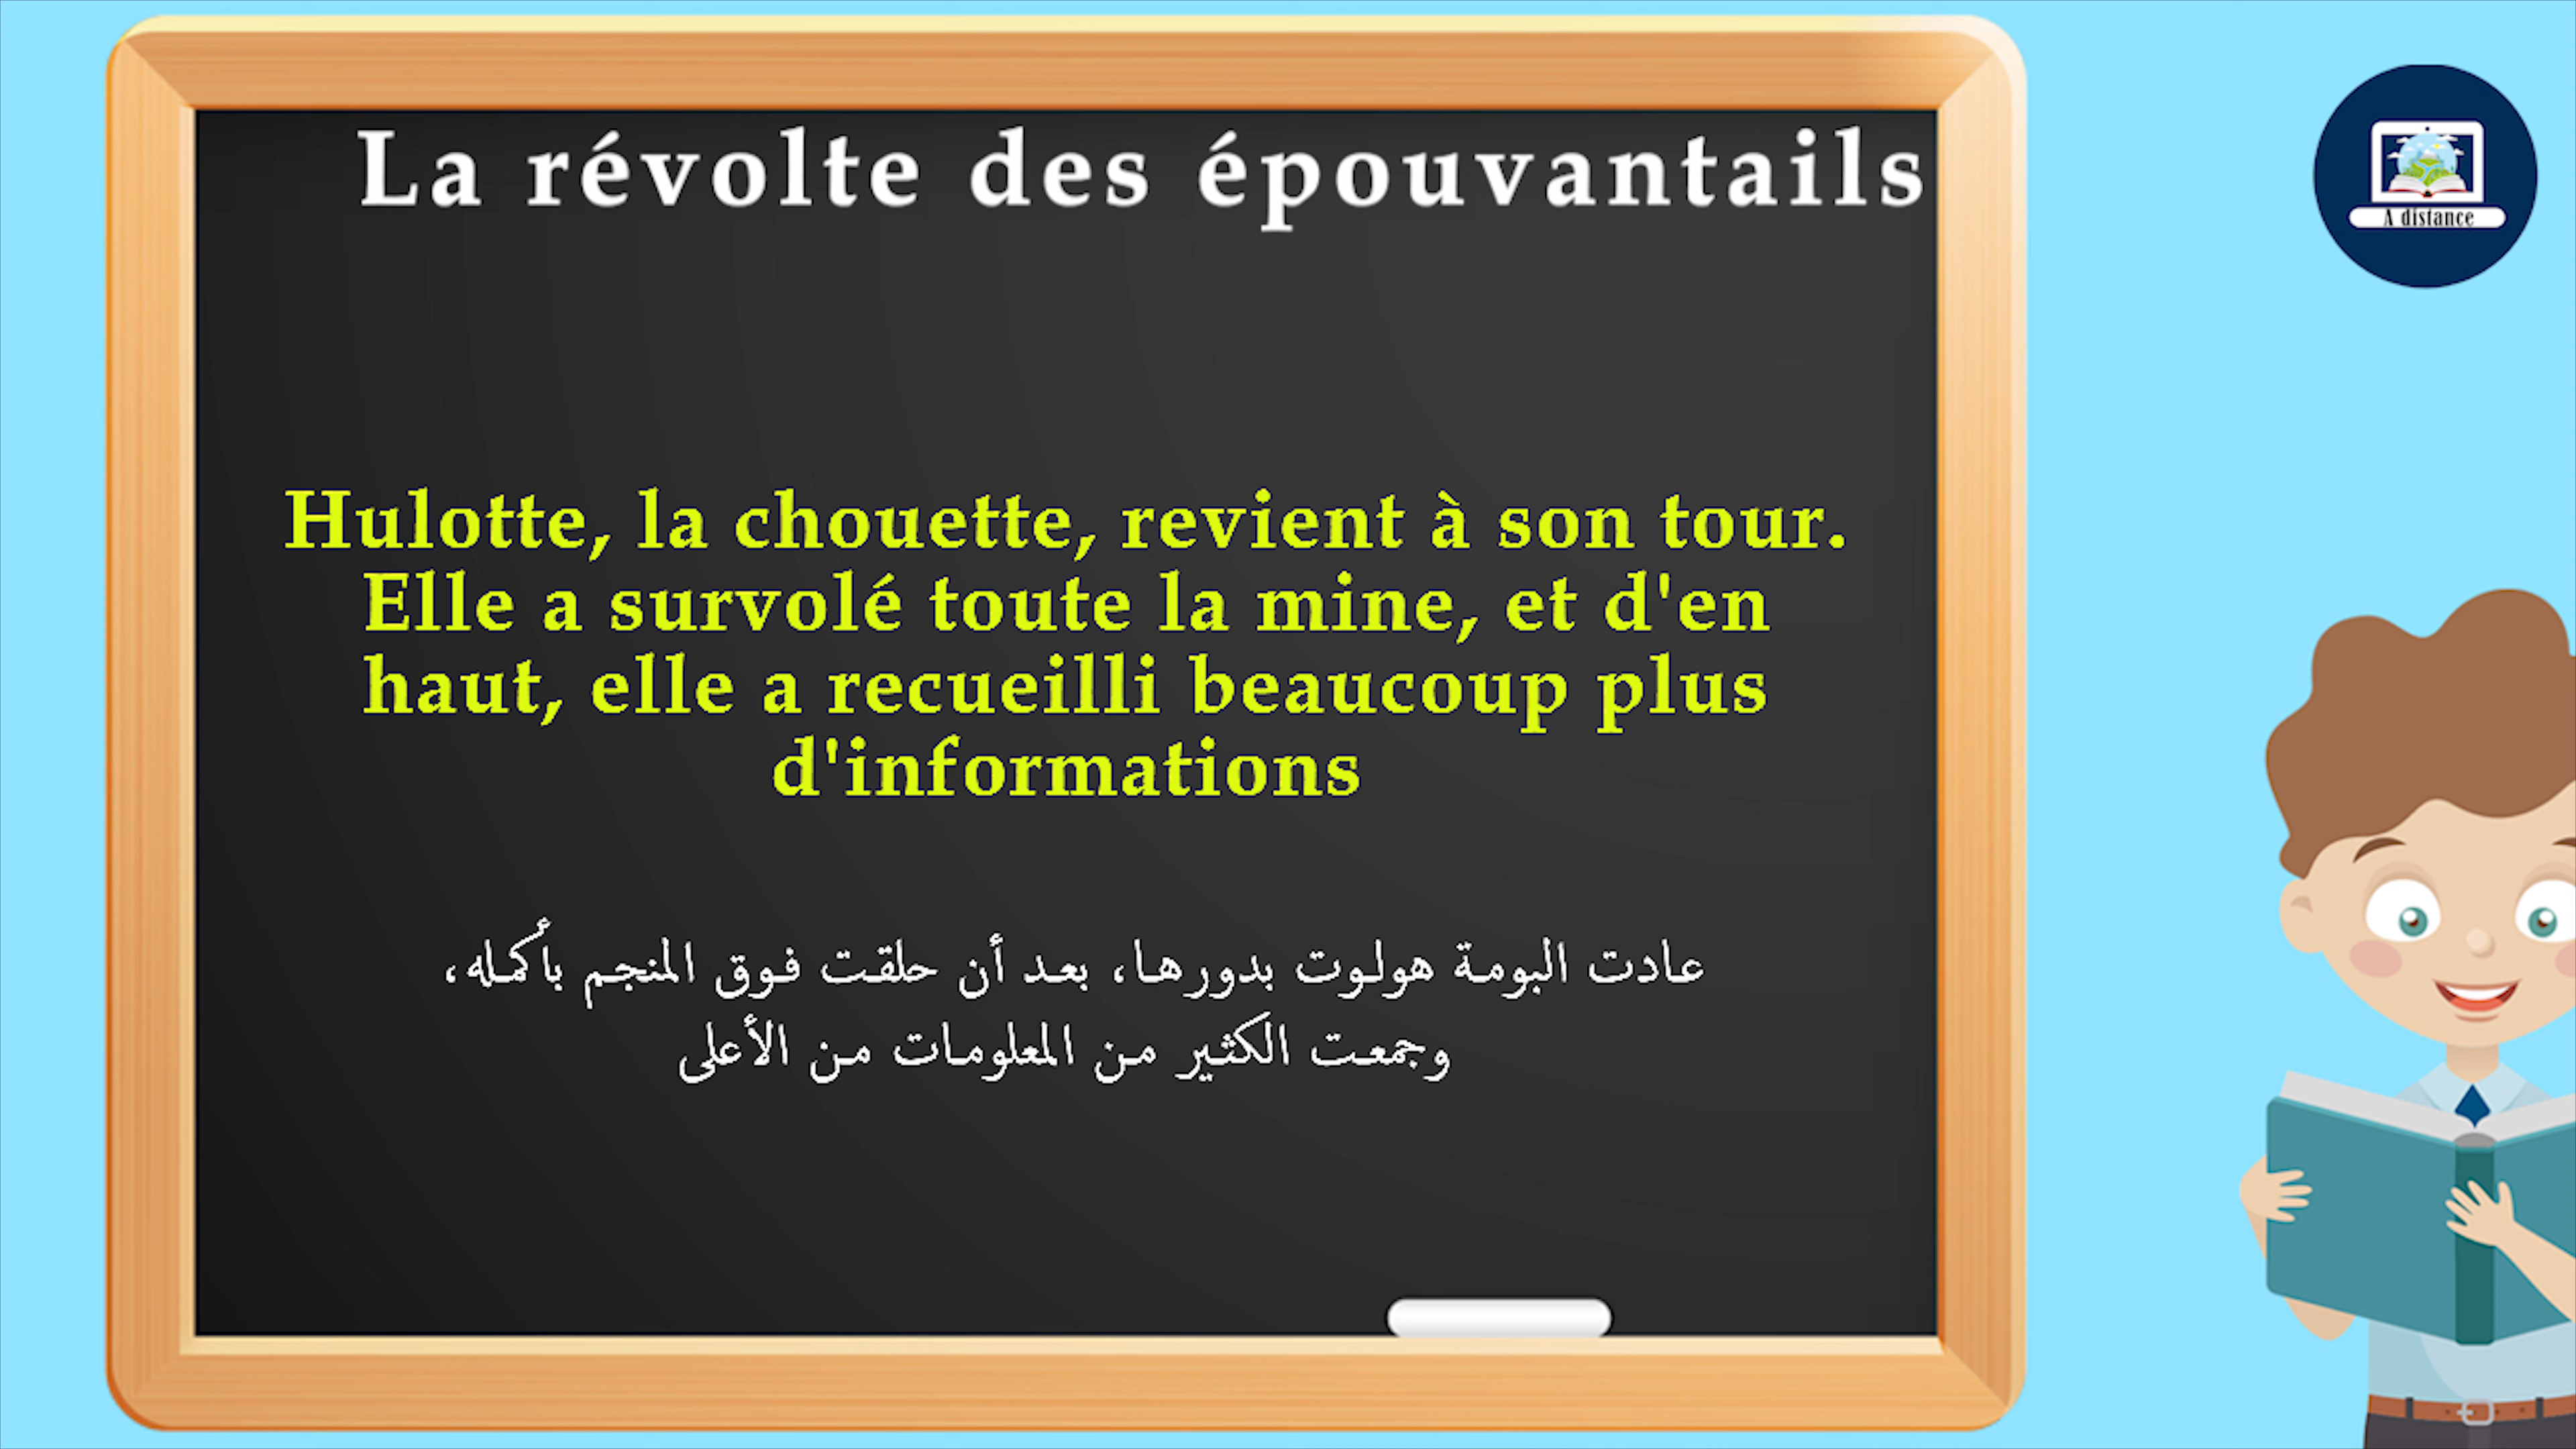 La révolte des épouvantails
A distance
Hulotte, la chouette, revient à son tour.
Elle a survolé toute la mine, et d'en
haut, elle a recueilli beaucoup plus
d'informations
عادت البومة هولوت بدورها، بعد أن حلقت فوق المنجم بأكمله،
وجمعت الكثير من المعلومات من الأعلى